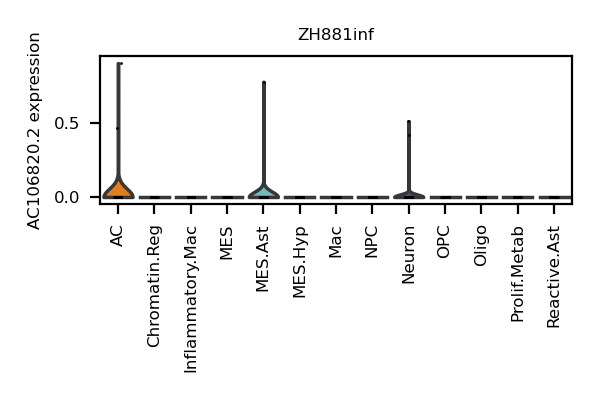 ZH881inf
AC106820.2 expression
0.5
0.0
AC
Chromatin.Reg
Inflammatory.Mac
MES
MES.Ast
MES.Hyp
Mac
NPC
Neuron
OPC
Oligo
Prolif.Metab
Reactive.Ast